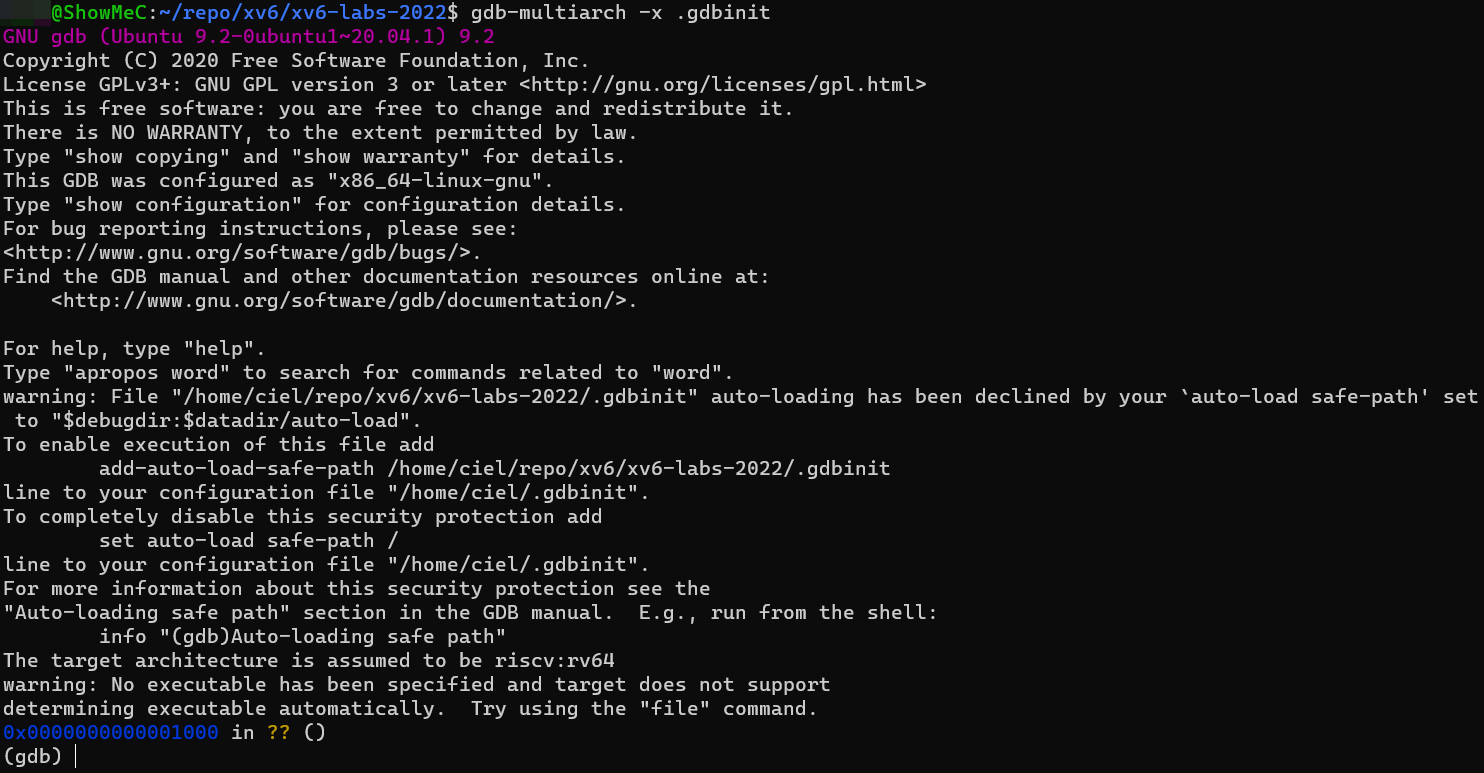 @ShowMeC:~/repo/xv6/xv6-labs-2022$ gdb-multiarch -x .gdbinit
GNU gdb (Ubuntu 9.2-0ubuntu1~20.04.1) 9.2
Copyright (C) 2020 Free Software Foundation, Inc.
License GPLv3+: GNU GPL version 3 or later <http://gnu.org/licenses/gpl.html>
This is free software: you are free to change and redistribute it.
There is NO WARRANTY, to the extent permitted by law.
Type "show copying" and "show warranty" for details.
This GDB was configured as "x86_64-linux-gnu".
Type "show configuration" for configuration details.
For bug reporting instructions, please see:
<http://www.gnu.org/software/gdb/bugs/>.
Find the GDB manual and other documentation resources online at:
    <http://www.gnu.org/software/gdb/documentation/>.

For help, type "help".
Type "apropos word" to search for commands related to "word".
warning: File "/home/ciel/repo/xv6/xv6-labs-2022/.gdbinit" auto-loading has been declined by your `auto-load safe-path' set
 to "$debugdir:$datadir/auto-load".
To enable execution of this file add
        add-auto-load-safe-path /home/ciel/repo/xv6/xv6-labs-2022/.gdbinit
line to your configuration file "/home/ciel/.gdbinit".
To completely disable this security protection add
        set auto-load safe-path /
line to your configuration file "/home/ciel/.gdbinit".
For more information about this security protection see the
"Auto-loading safe path" section in the GDB manual.  E.g., run from the shell:
        info "(gdb)Auto-loading safe path"
The target architecture is assumed to be riscv:rv64
warning: No executable has been specified and target does not support
determining executable automatically.  Try using the "file" command.
0x0000000000001000 in ?? ()
(gdb)